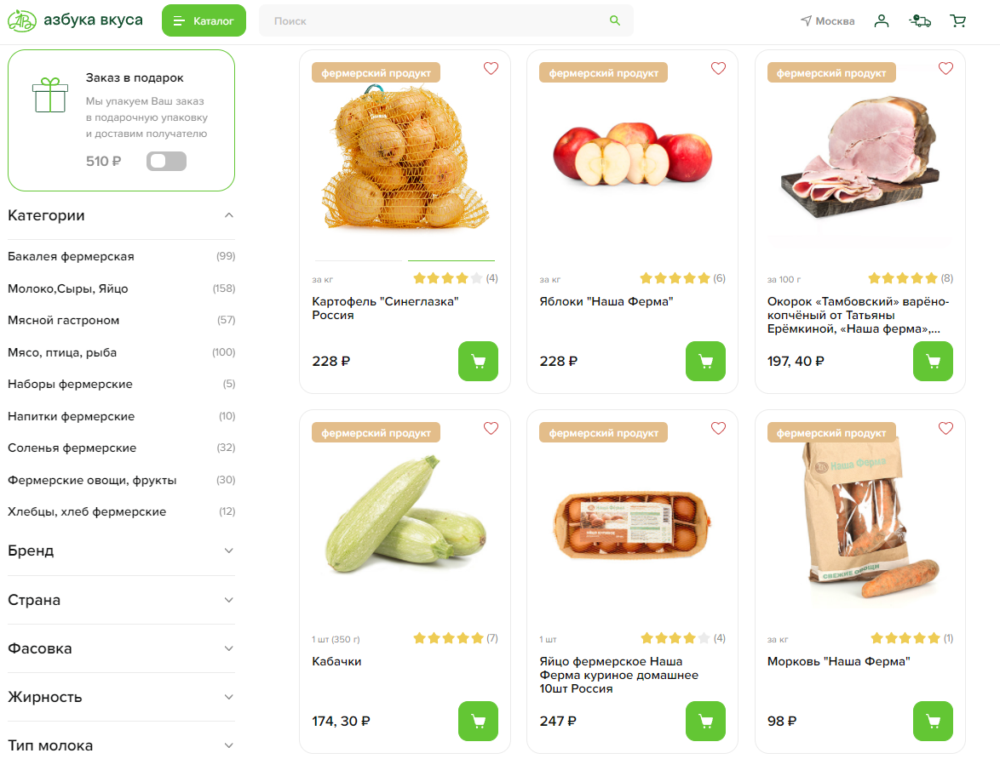 азбука вкуса
Каталог
Поиск
Москва
Заказ в подарок
Мы упакуем Ваш заказ
в подарочную упаковку
и доставим получателю
510 ₽
Категории
Бакалея фермерская (99)
Молоко,Сыры, Яйцо (158)
Мясной гастроном (57)
Мясо, птица, рыба (100)
Наборы фермерские (5)
Напитки фермерские (10)
Соленья фермерские (32)
Фермерские овощи, фрукты (30)
Хлебцы, хлеб фермерские (12)
Бренд
Страна
Фасовка
Жирность
Тип молока
фермерский продукт
за кг (4)
Картофель "Синеглазка"
Россия
228 ₽
фермерский продукт
за кг (6)
Яблоки "Наша Ферма"
228 ₽
фермерский продукт
за 100 г (8)
Окорок «Тамбовский» варёно-
копчёный от Татьяны
Ерёмкиной, «Наша ферма»,...
197, 40 ₽
фермерский продукт
1 шт (350 г) (7)
Кабачки
174, 30 ₽
фермерский продукт
Наша Ферма
1 шт (4)
Яйцо фермерское Наша
Ферма куриное домашнее
10шт Россия
247 ₽
фермерский продукт
Наша Ферма
СВЕЖИЕ ОВОЩИ
за кг (1)
Морковь "Наша Ферма"
98 ₽